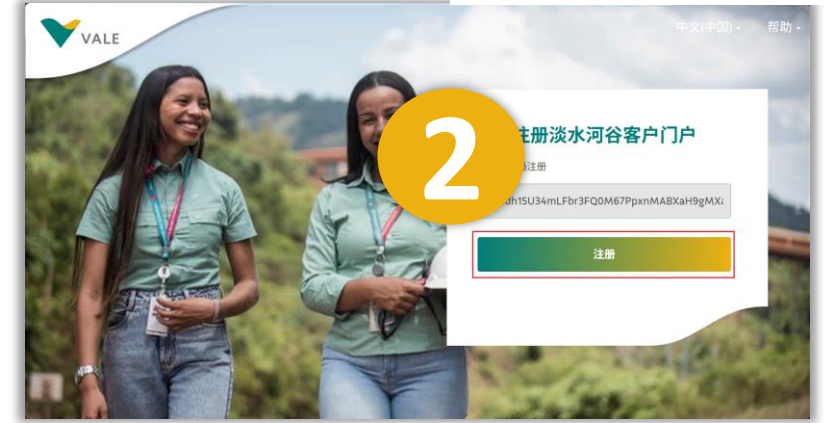 VALE
中文(中国)
帮助
2
注册淡水河谷客户门户
注册
dh15U34mLFbr3FQ0M67PpxnMABXaH9gMX
注册